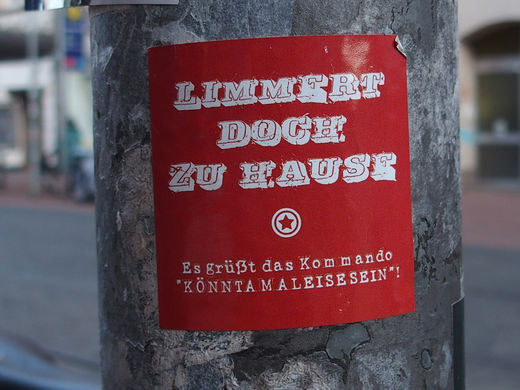 LIMMERT
DOCH
ZU HAUSE
Es grüßt das Kommando
"KÖNNTAMALEISESEIN"!